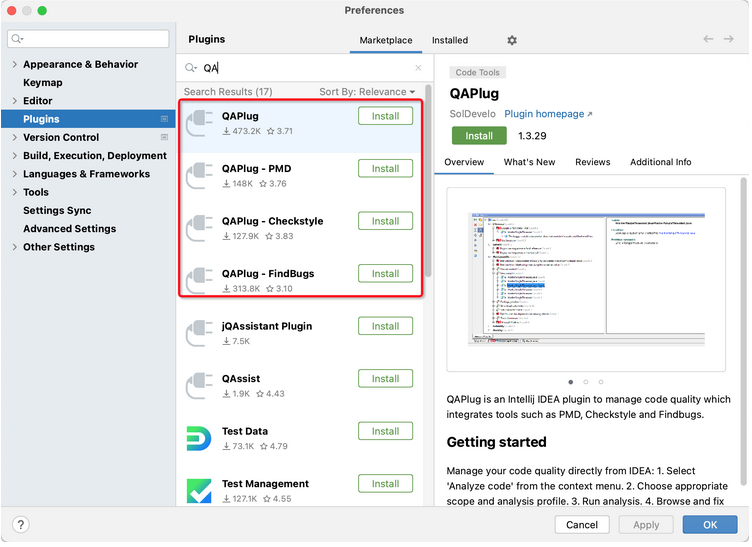 Preferences
Plugins
Marketplace
Installed
Appearance & Behavior
Keymap
Editor
Plugins
Version Control
Build, Execution, Deployment
Languages & Frameworks
Tools
Settings Sync
Advanced Settings
Other Settings
QA
Search Results (17) Sort By: Relevance
QAPlug
473.2K 3.71
Install
QAPlug - PMD
148K 3.76
Install
QAPlug - Checkstyle
127.9K 3.83
Install
QAPlug - FindBugs
313.8K 3.10
Install
jQAssistant Plugin
7.5K
Install
QAssist
1.9K 4.43
Install
Test Data
73.1K 4.79
Install
Test Management
127.1K 4.55
Install
Code Tools
QAPlug
SolDevelo Plugin homepage
Install 1.3.29
Overview What's New Reviews Additional Info
QAPlug is an Intellij IDEA plugin to manage code quality which
integrates tools such as PMD, Checkstyle and Findbugs.
Getting started
Manage your code quality directly from IDEA: 1. Select
'Analyze code' from the context menu. 2. Choose appropriate
scope and analysis profile. 3. Run analysis. 4. Browse and fix
?
Cancel Apply OK